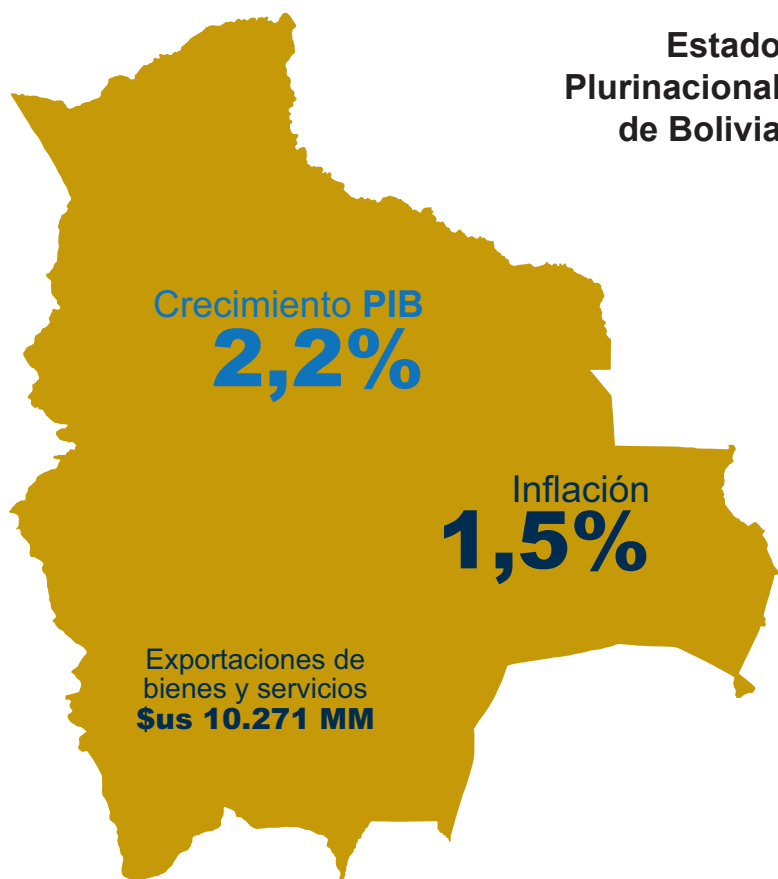 Estado
Plurinacional
de Bolivia
Crecimiento PIB
2,2%
Inflación
1,5%
Exportaciones de
bienes y servicios
$us 10.271 MM